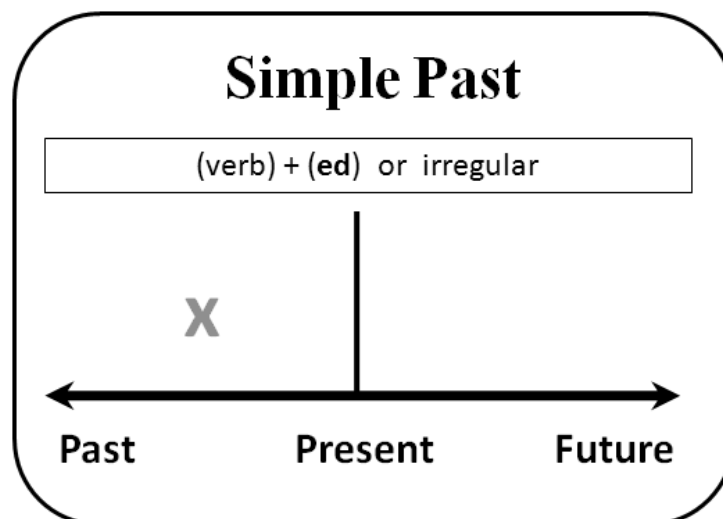 Simple Past
(verb) + (ed) or irregular
X
Past Present Future